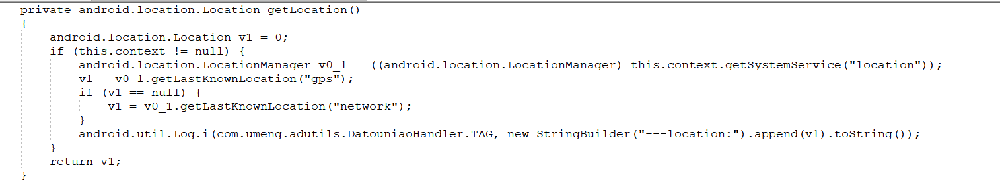 private android.location.Location getLocation()
{
android.location.Location v1 = 0;
if (this.context != null) {
android.location.LocationManager v0_1 = ((android.location.LocationManager) this.context.getSystemService("location"));
v1 = v0_1.getLastKnownLocation("gps");
if (v1 == null) {
v1 = v0_1.getLastKnownLocation("network");
}
android.util.Log.i(com.umeng.adutils.DatouniaoHandler.TAG, new StringBuilder("---location:").append(v1).toString());
}
return v1;
}